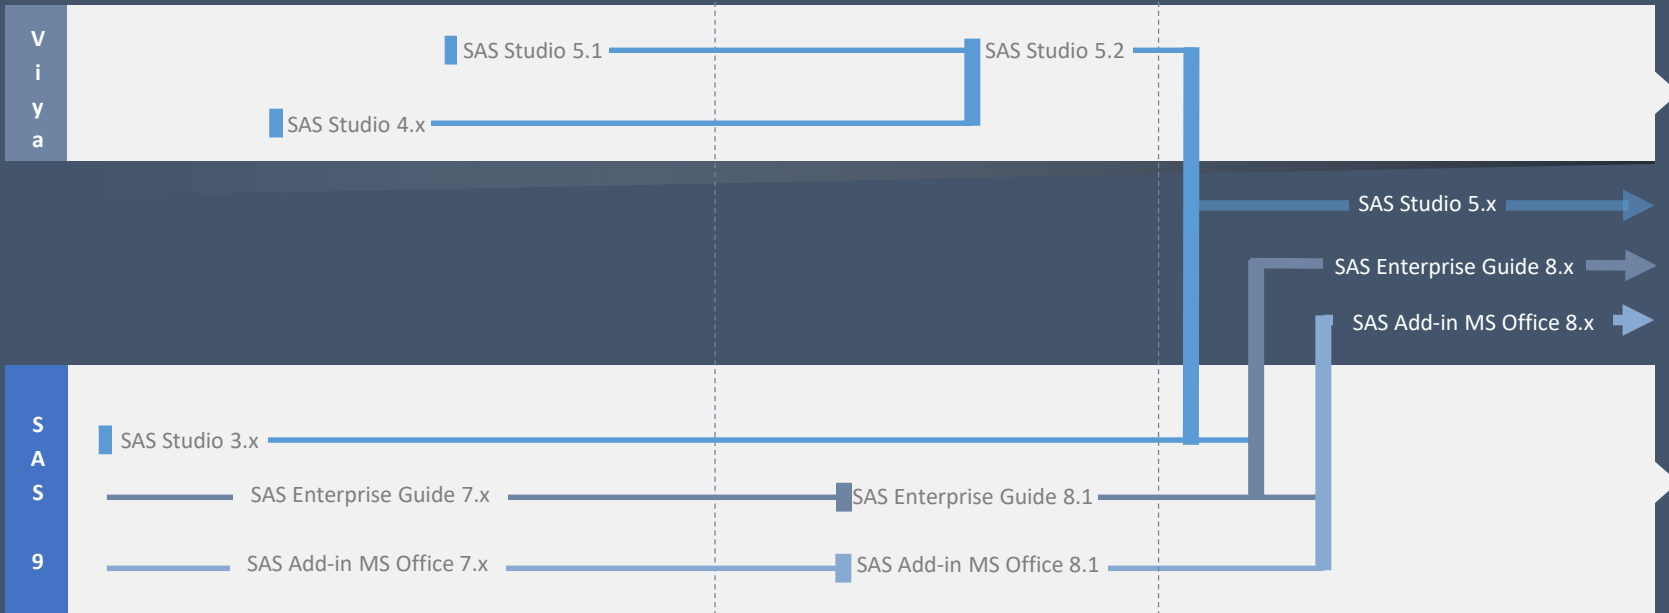 Viya
SAS Studio 5.1
SAS Studio 5.2
SAS Studio 4.x
SAS Studio 5.x
SAS Enterprise Guide 8.x
SAS Add-in MS Office 8.x
SAS 9
SAS Studio 3.x
SAS Enterprise Guide 7.x
SAS Enterprise Guide 8.1
SAS Add-in MS Office 7.x
SAS Add-in MS Office 8.1